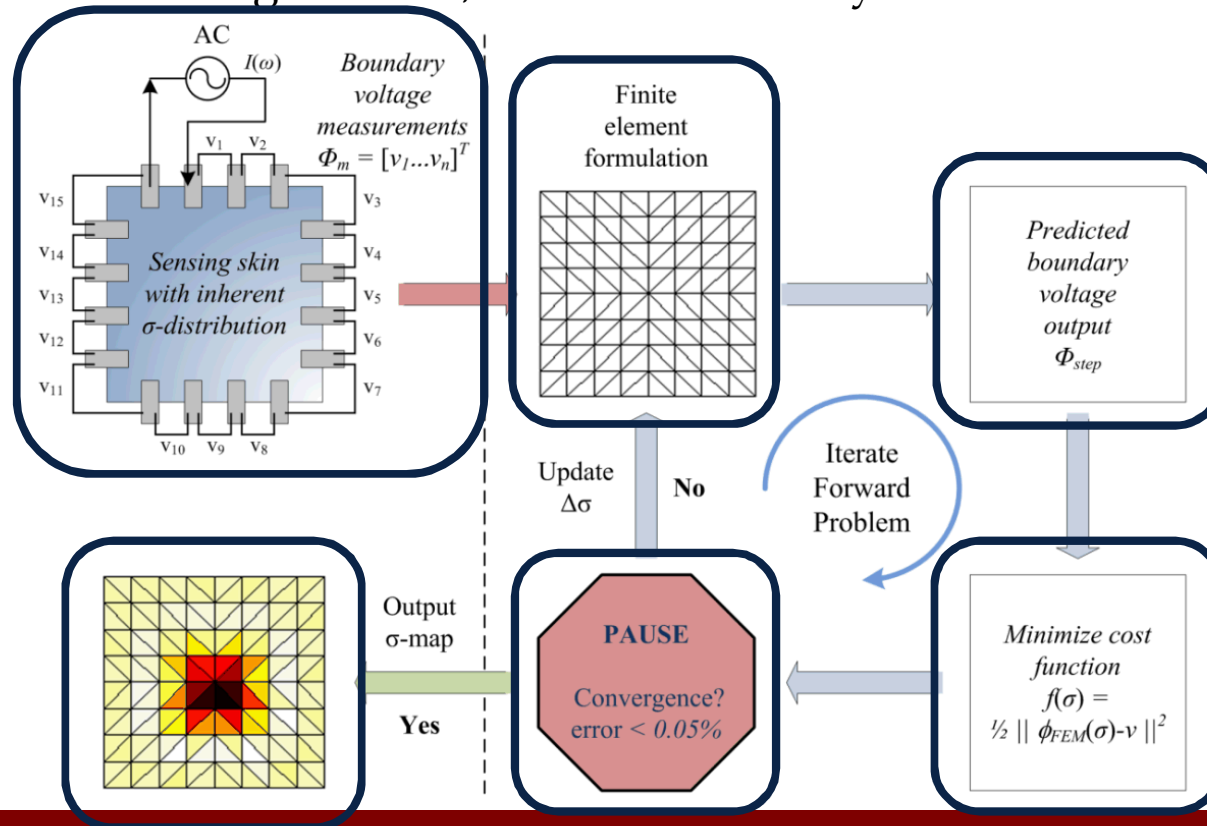 AC
I(ω)
Boundary
voltage
measurements
Φm = [v1...vn]^T
v1
v2
v15
v3
v14
v4
v13
v5
v12
v6
v11
v7
v10
v9
v8
Sensing skin
with inherent
σ-distribution
Finite
element
formulation
Predicted
boundary
voltage
output
Φstep
Update
Δσ
No
Iterate
Forward
Problem
Output
σ-map
Yes
PAUSE
Convergence?
error < 0.05%
Minimize cost
function
f(σ) =
½ || ϕFEM(σ)-v ||^2